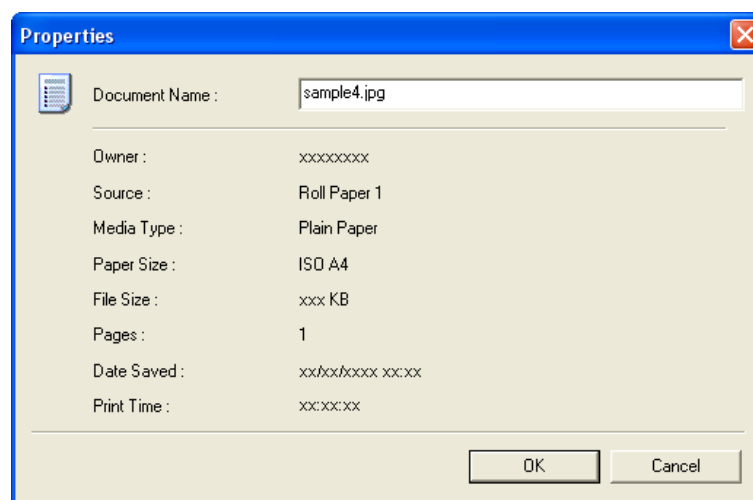 Properties
Document Name : sample4.jpg
Owner : xxxxxxxx
Source : Roll Paper 1
Media Type : Plain Paper
Paper Size : ISO A4
File Size : xxx KB
Pages : 1
Date Saved : xx/xx/xxxx xx:xx
Print Time : xx:xx:xx
OK Cancel